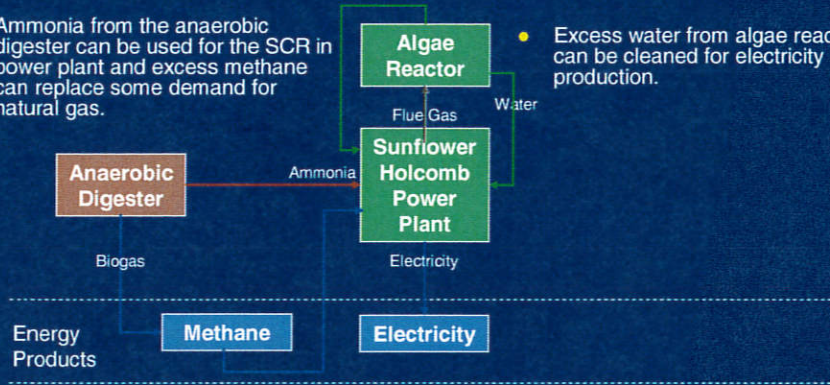 Ammonia from the anaerobic
digester can be used for the SCR in
power plant and excess methane
can replace some demand for
natural gas.
Algae
Reactor
Excess water from algae reac
can be cleaned for electricity
production.
Flue Gas
Water
Anaerobic
Digester
Ammonia
Sunflower
Holcomb
Power
Plant
Biogas
Electricity
Energy
Products
Methane
Electricity